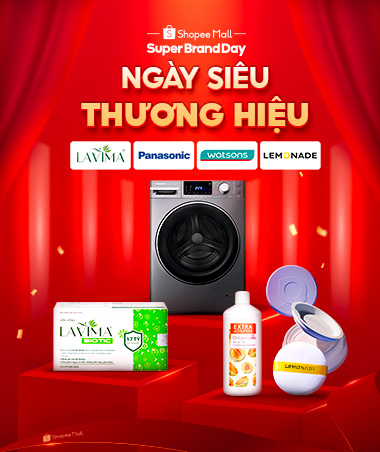 Shopee Mall
Super Brand Day
NGÀY SIÊU
THƯƠNG HIỆU
LAVIMA
Panasonic
watsons
LEMONADE
LAVIMA
BIOTIC
EXTRA
LEMONADE
Shopee Mall